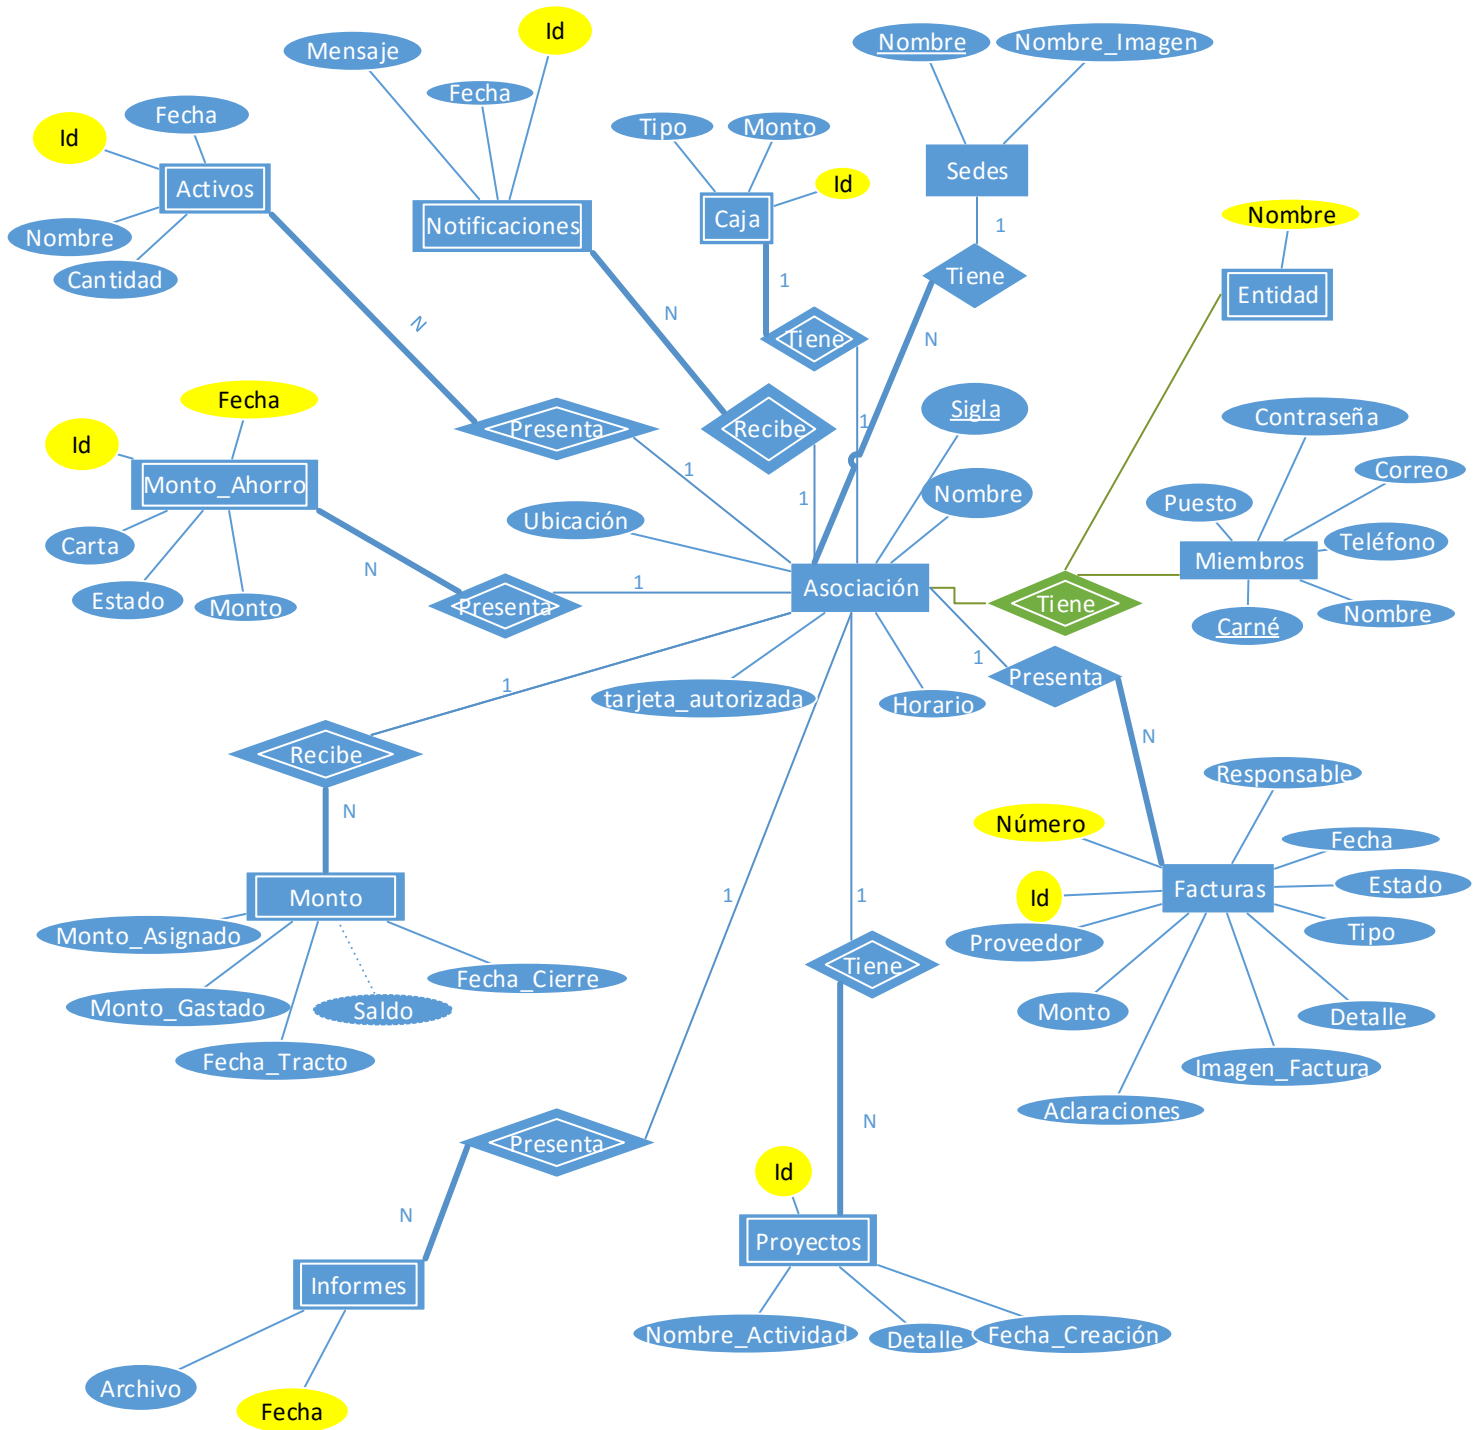 Id
Nombre
Nombre_Imagen
Mensaje
Fecha
Fecha
Tipo
Monto
Id
Id
Sedes
Activos
Notificaciones
Caja
Nombre
1
Nombre
Cantidad
Tiene
Entidad
1
N
N
Tiene
N
Fecha
Sigla
Contraseña
Id
Presenta
Recibe
1
1
Correo
Monto_Ahorro
Nombre
Puesto
1
Ubicación
Teléfono
Carta
Miembros
N
1
Asociación
Estado
Monto
Presenta
Tiene
Nombre
Carné
1
Presenta
1
tarjeta_autorizada
Horario
N
Recibe
Responsable
N
Número
Fecha
Monto
1
1
Id
Facturas
Estado
Monto_Asignado
Proveedor
Tipo
Fecha_Cierre
Tiene
Monto_Gastado
Saldo
Monto
Detalle
Fecha_Tracto
Imagen_Factura
Aclaraciones
N
Presenta
Id
N
Proyectos
Informes
Nombre_Actividad
Detalle
Fecha_Creación
Archivo
Fecha